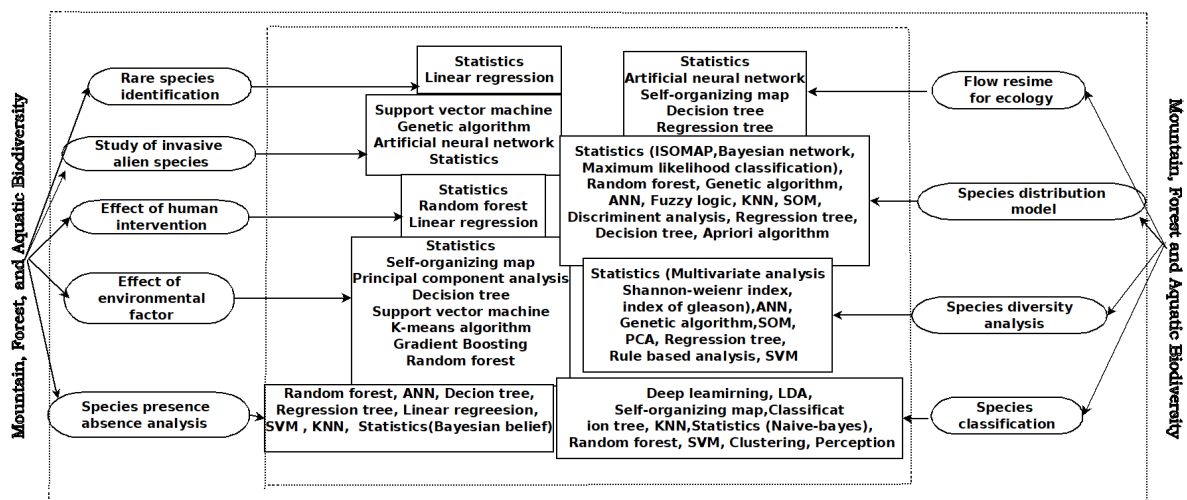 Mountain, Forest, and Aquatic Biodiversity
Rare species
identification
Study of invasive
alien species
Effect of human
intervention
Effect of
environmental
factor
Species presence
absence analysis
Statistics
Linear regression
Support vector machine
Genetic algorithm
Artificial neural network
Statistics
Statistics
Random forest
Linear regression
Statistics
Self-organizing map
Principal component analysis
Decision tree
Support vector machine
K-means algorithm
Gradient Boosting
Random forest
Random forest, ANN, Decion tree,
Regression tree, Linear regreesion,
SVM , KNN, Statistics(Bayesian belief)
Statistics
Artificial neural network
Self-organizing map
Decision tree
Regression tree
Statistics (ISOMAP,Bayesian network,
Maximum likelihood classification),
Random forest, Genetic algorithm,
ANN, Fuzzy logic, KNN, SOM,
Discriminent analysis, Regression tree,
Decision tree, Apriori algorithm
Statistics (Multivariate analysis
Shannon-weienr index,
index of gleason),ANN,
Genetic algorithm,SOM,
PCA, Regression tree,
Rule based analysis, SVM
Deep leamirning, LDA,
Self-organizing map,Classificat
ion tree, KNN,Statistics (Naive-bayes),
Random forest, SVM, Clustering, Perception
Flow resime
for ecology
Species distribution
model
Species diversity
analysis
Species
classification
Mountain, Forest and Aquatic Biodiversity